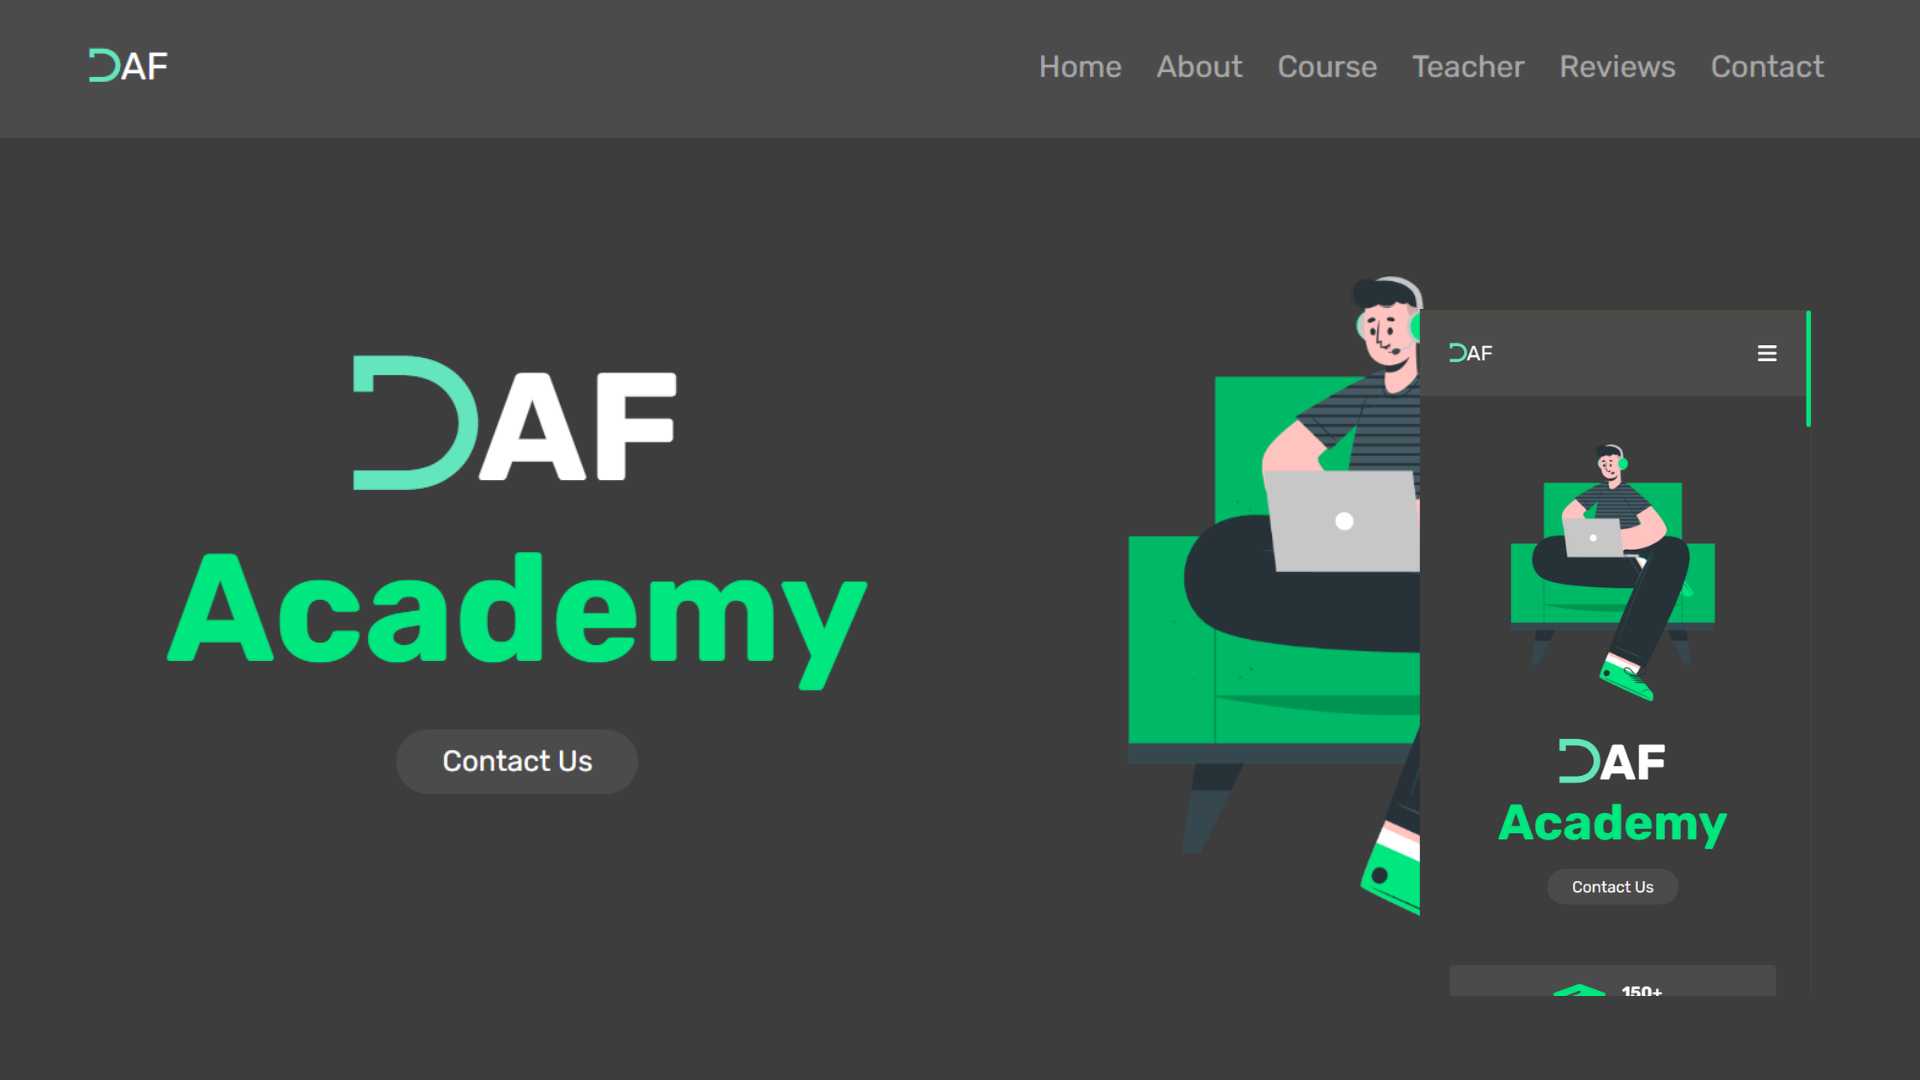 DAF
Home About Course Teacher Reviews Contact
DAF
Academy
Contact Us
DAF
DAF
Academy
Contact Us
150+